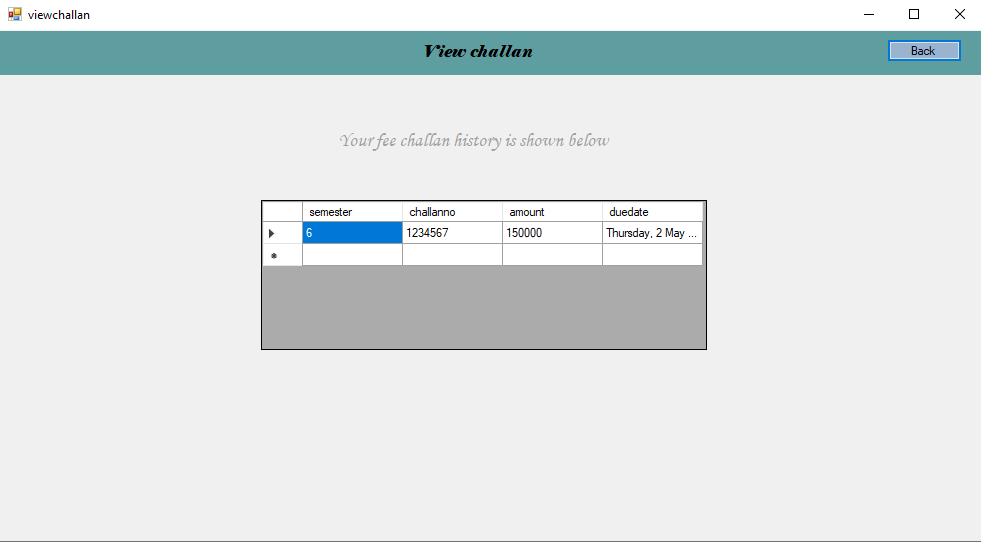 viewchallan
View challan
Back
Your fee challan history is shown below
semester challanno amount duedate
6 1234567 150000 Thursday, 2 May ...